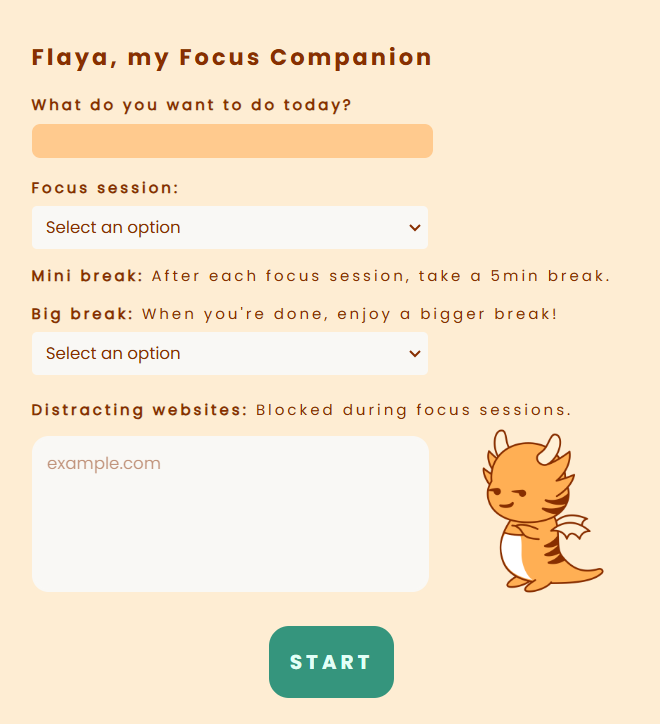 Flaya, my Focus Companion
What do you want to do today?
Focus session:
Select an option
Mini break: After each focus session, take a 5min break.
Big break: When you're done, enjoy a bigger break!
Select an option
Distracting websites: Blocked during focus sessions.
example.com
START